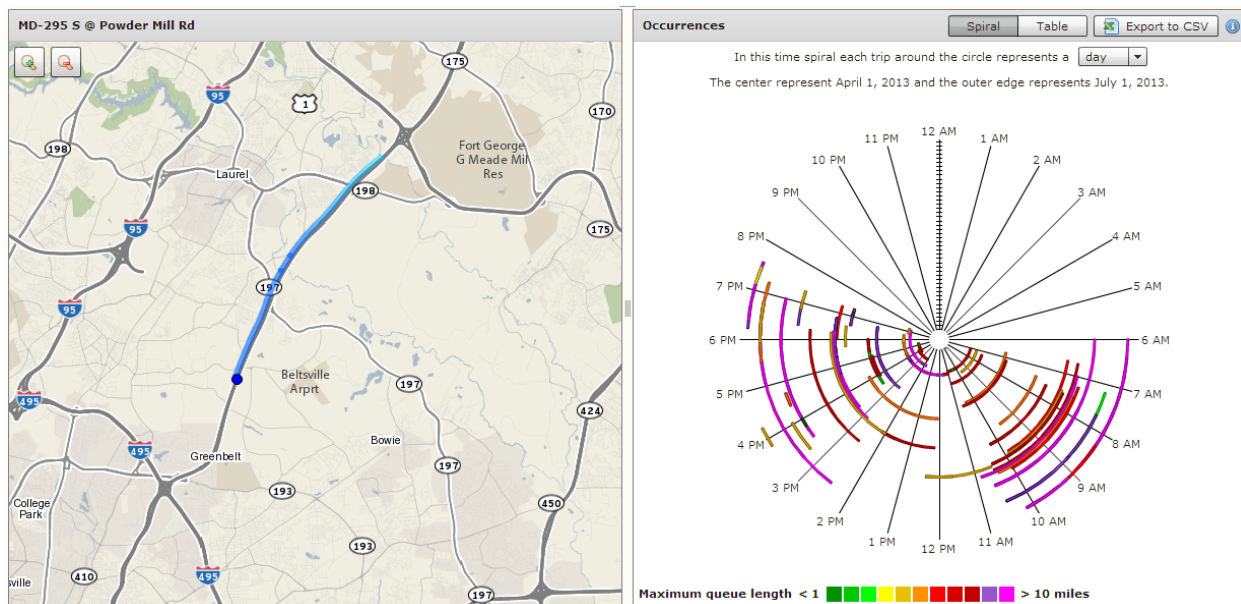 MD-295 S @ Powder Mill Rd
175
95
1
170
198
Fort George
G Meade Mil
Res
Laurel
198
95
175
197
95
Beltsville
Arprt
197
495
424
Bowie
Greenbelt
495
197
193
College
Park
450
193
495
410
sville
197
Occurrences
Spiral
Table
Export to CSV
In this time spiral each trip around the circle represents a day
The center represent April 1, 2013 and the outer edge represents July 1, 2013.
12 AM
1 AM
2 AM
3 AM
4 AM
5 AM
6 AM
7 AM
8 AM
9 AM
10 AM
11 AM
12 PM
1 PM
2 PM
3 PM
4 PM
5 PM
6 PM
7 PM
8 PM
9 PM
10 PM
11 PM
Maximum queue length < 1 > 10 miles